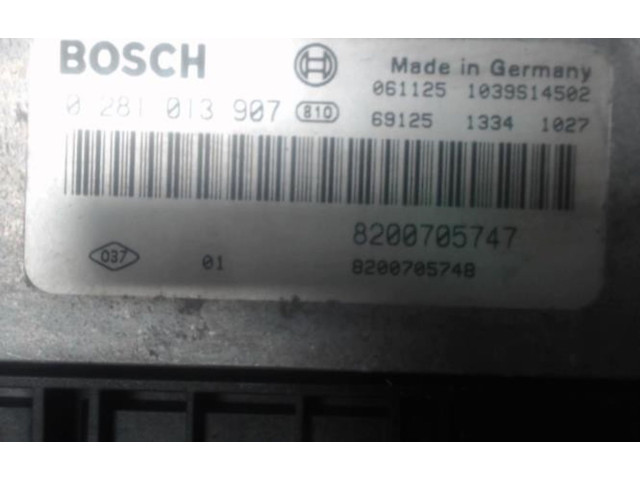 BOSCH
Made in Germany
061125 1039S14502
0 281 013 907 810
69125 1334 1027
8200705747
037 01
8200705748